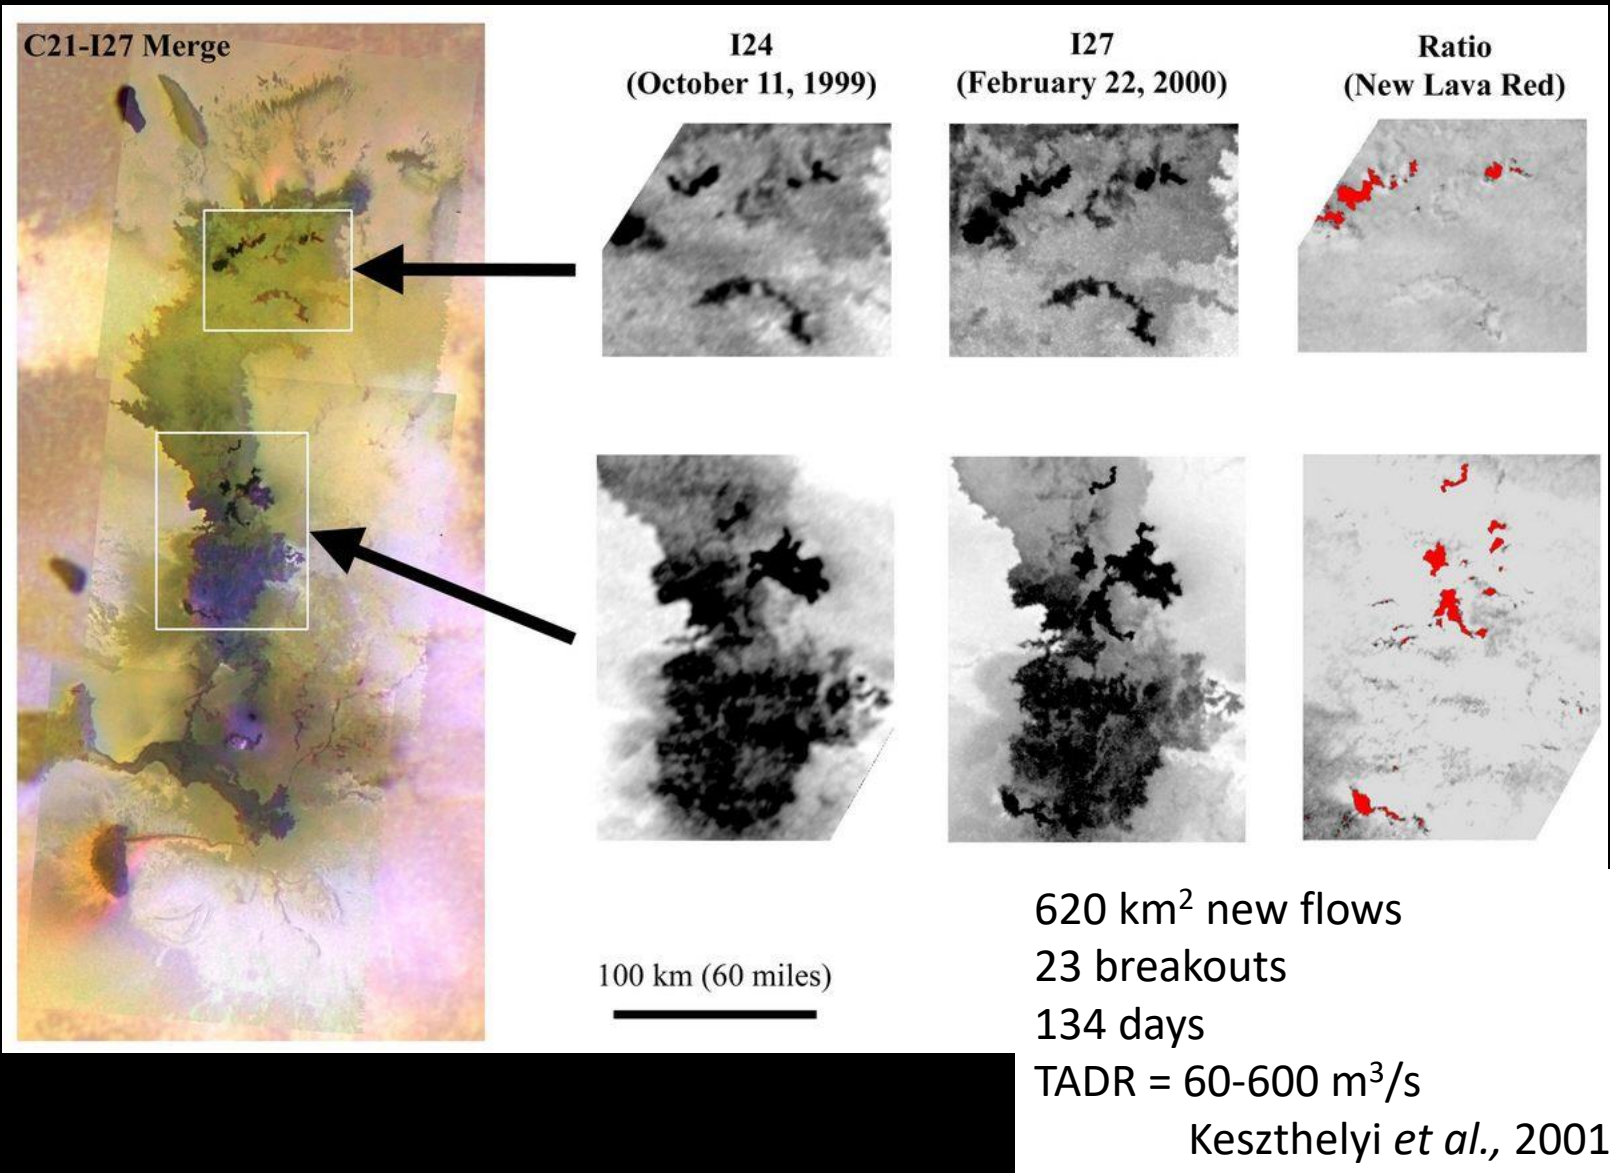 C21-I27 Merge
I24
(October 11, 1999)
I27
(February 22, 2000)
Ratio
(New Lava Red)
100 km (60 miles)
620 km² new flows
23 breakouts
134 days
TADR = 60-600 m³/s
Keszthelyi et al., 2001